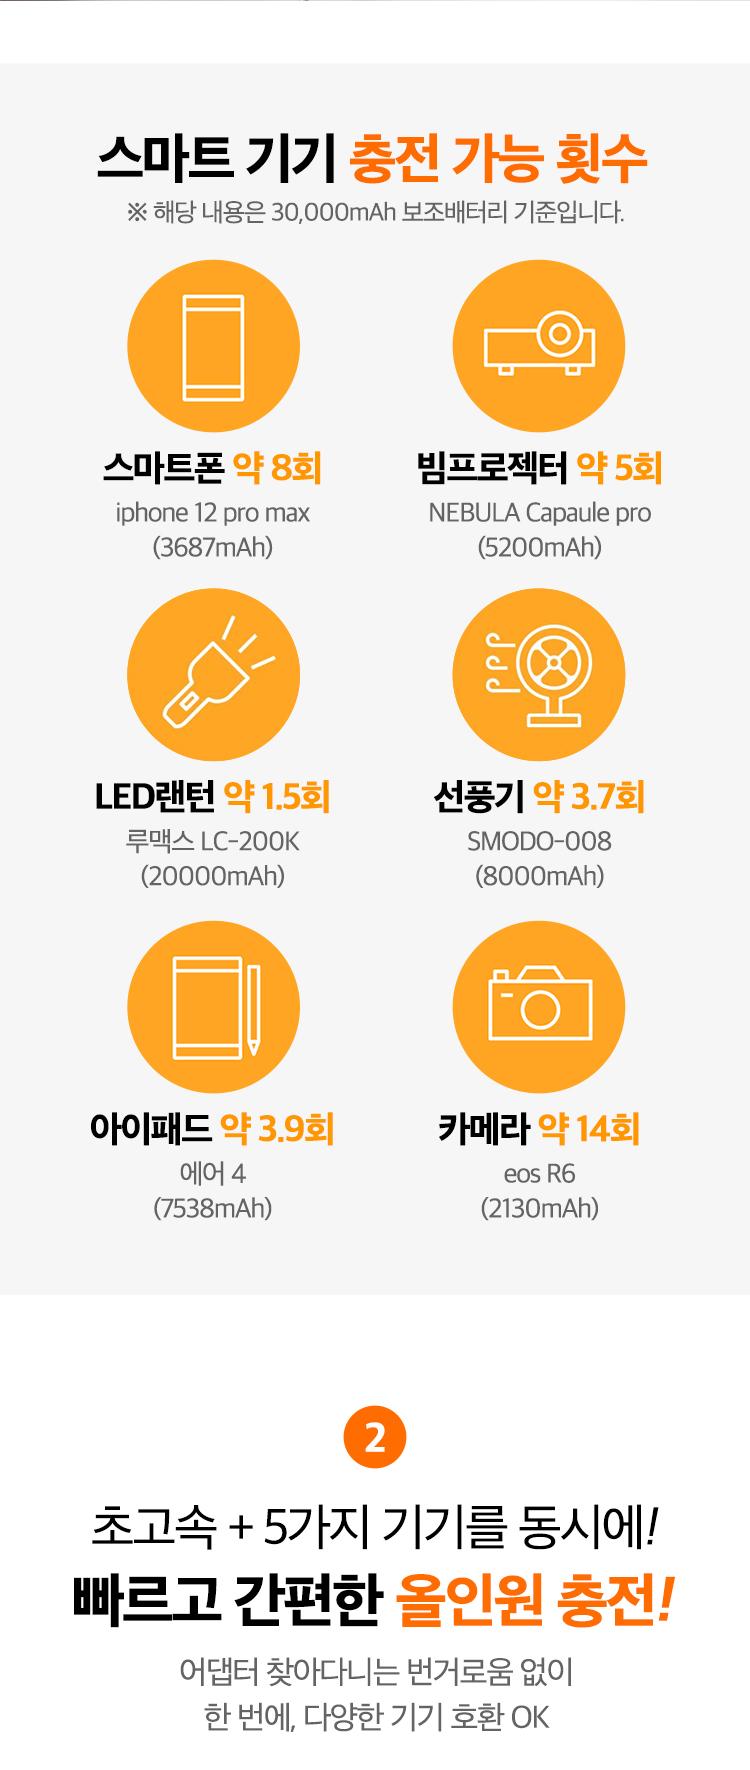 스마트 기기 충전 가능 횟수
※ 해당 내용은 30,000mAh 보조배터리 기준입니다.
스마트폰 약 8회
iphone 12 pro max
(3687mAh)
빔프로젝터 약 5회
NEBULA Capaule pro
(5200mAh)
LED랜턴 약 1.5회
루맥스 LC-200K
(20000mAh)
선풍기 약 3.7회
SMODO-008
(8000mAh)
아이패드 약 3.9회
에어 4
(7538mAh)
카메라 약 14회
eos R6
(2130mAh)
2
초고속 + 5가지 기기를 동시에!
빠르고 간편한 올인원 충전!
어댑터 찾아다니는 번거로움 없이
한 번에, 다양한 기기 호환 OK